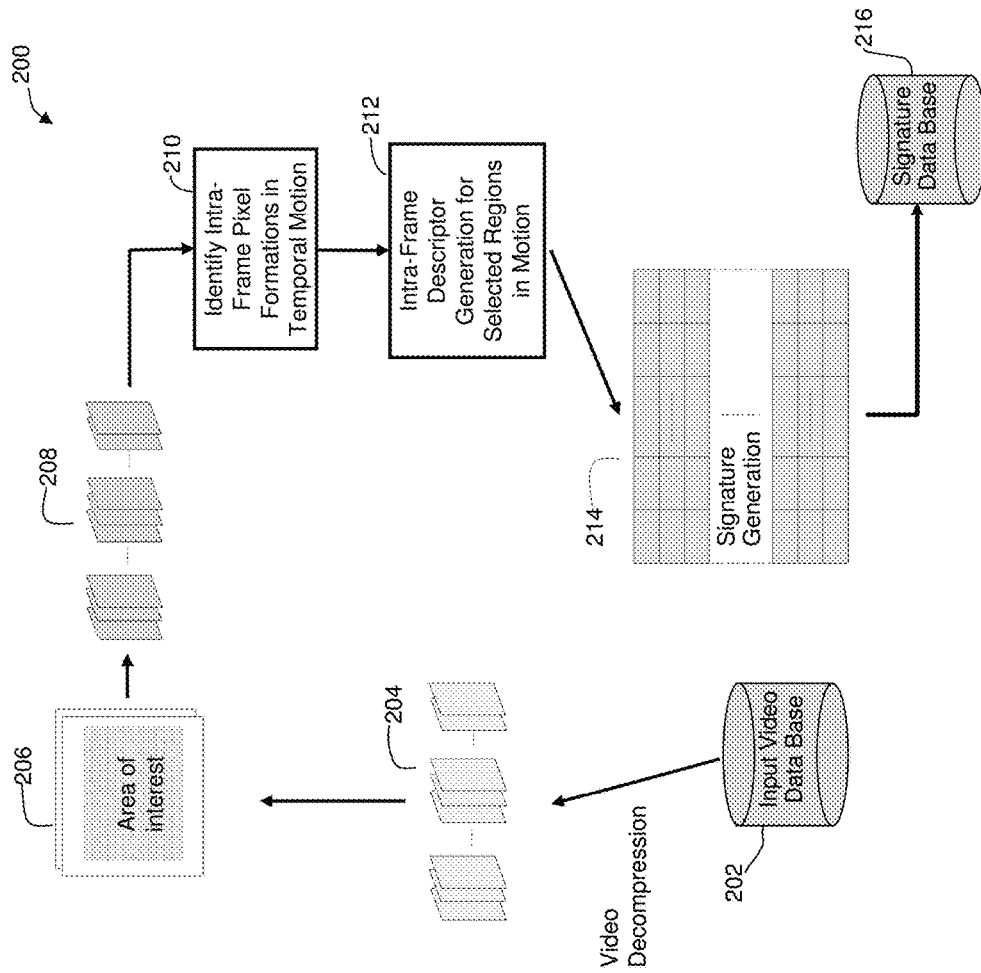 200
206
Area of
interest
208
210
Identify Intra-
Frame Pixel
Formations in
Temporal Motion
204
212
Intra-Frame
Descriptor
Generation for
Selected Regions
in Motion
Video
Decompression
202
Input Video
Data Base
214
Signature
Generation
216
Signature
Data Base